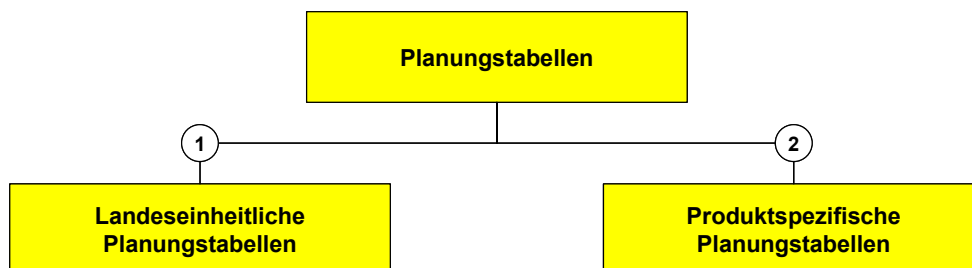 Planungstabellen
1
2
Landeseinheitliche
Planungstabellen
Produktspezifische
Planungstabellen